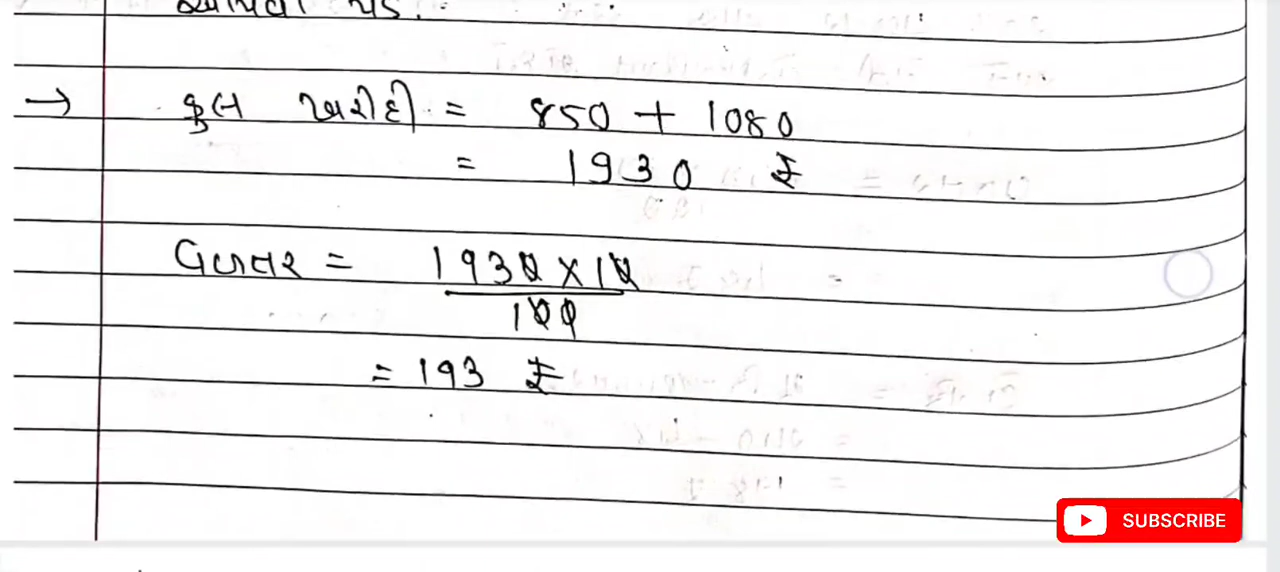 → કુલ ખરીદી = 850 + 1080
= 1930 ₹
વળતર = 1930 × 10
100
= 193 ₹
SUBSCRIBE